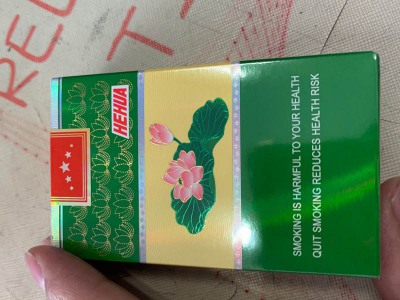 HEHUA
SMOKING IS HARMFUL TO YOUR HEALTH
QUIT SMOKING REDUCES HEALTH RISK